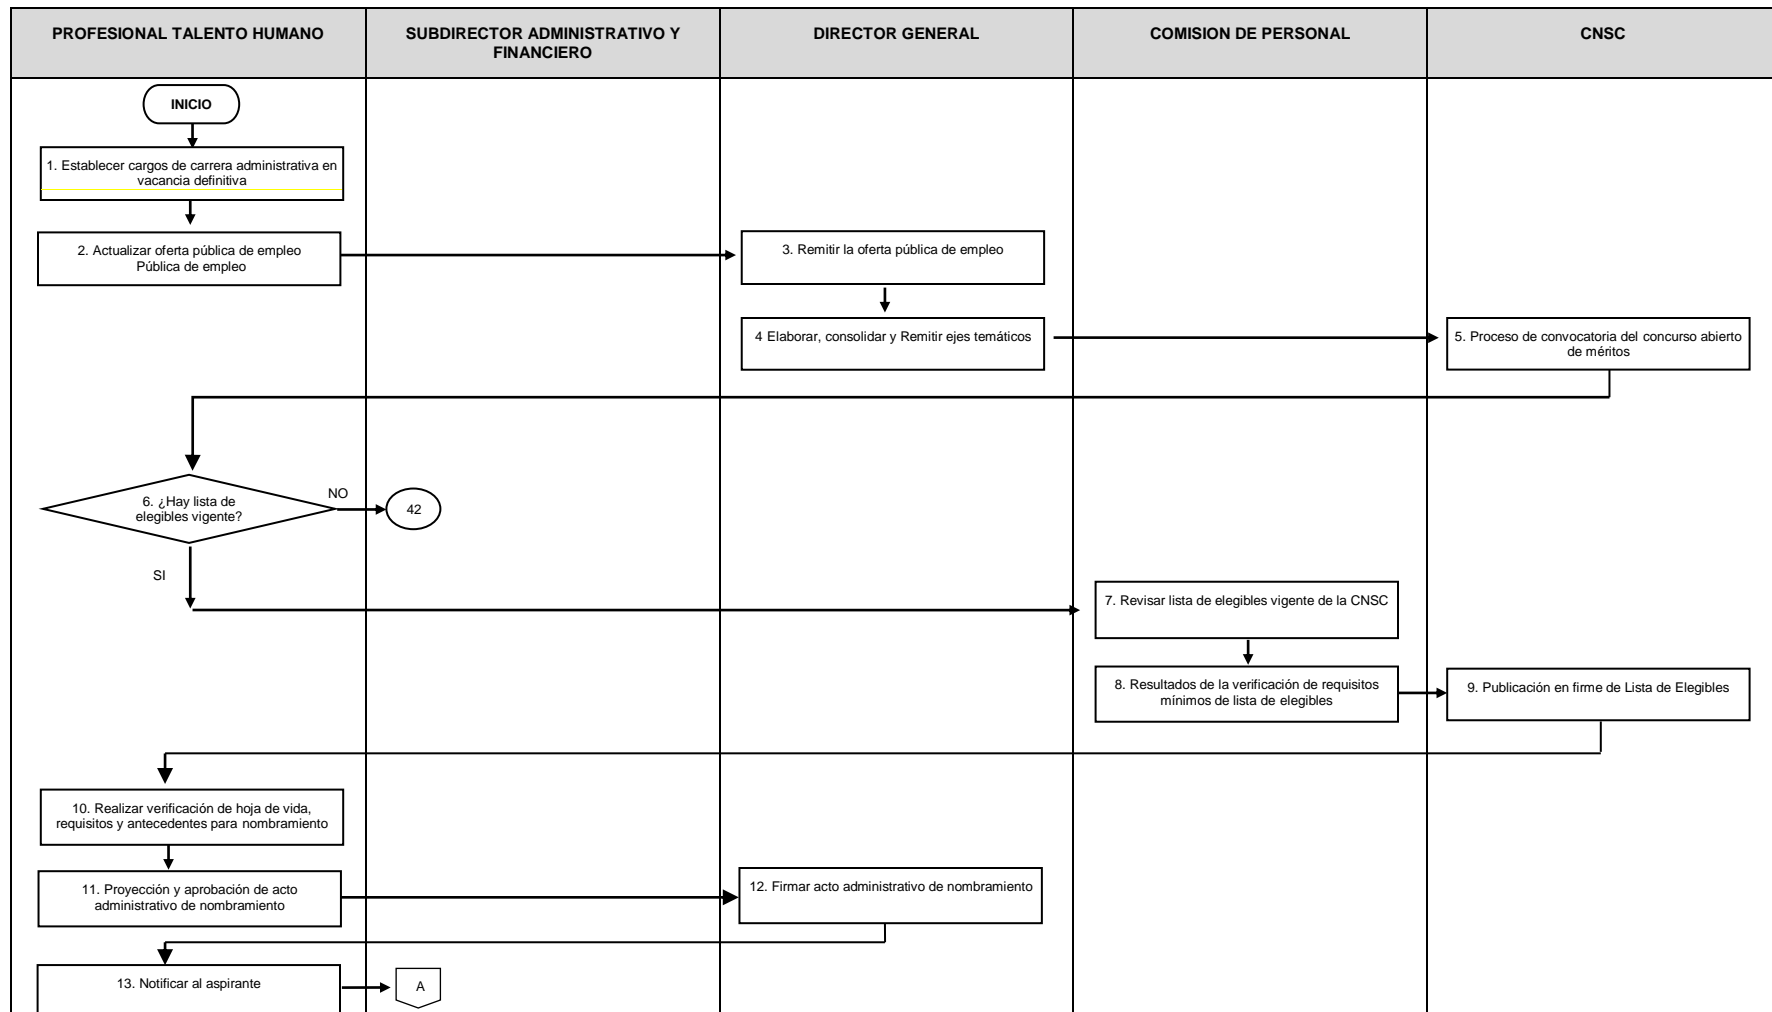 PROFESIONAL TALENTO HUMANO
SUBDIRECTOR ADMINISTRATIVO Y
FINANCIERO
DIRECTOR GENERAL
COMISION DE PERSONAL
CNSC
INICIO
1. Establecer cargos de carrera administrativa en
vacancia definitiva
2. Actualizar oferta pública de empleo
Pública de empleo
3. Remitir la oferta pública de empleo
4 Elaborar, consolidar y Remitir ejes temáticos
5. Proceso de convocatoria del concurso abierto
de méritos
6. ¿Hay lista de
elegibles vigente?
NO
42
SI
7. Revisar lista de elegibles vigente de la CNSC
8. Resultados de la verificación de requisitos
mínimos de lista de elegibles
9. Publicación en firme de Lista de Elegibles
10. Realizar verificación de hoja de vida,
requisitos y antecedentes para nombramiento
11. Proyección y aprobación de acto
administrativo de nombramiento
12. Firmar acto administrativo de nombramiento
13. Notificar al aspirante
A